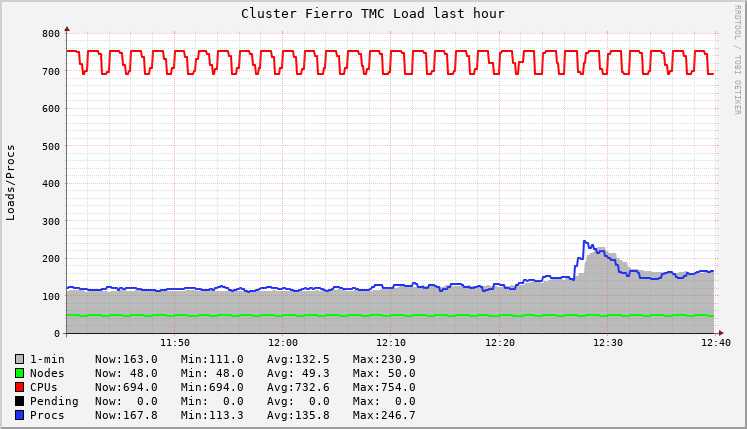 Cluster Fierro TMC Load last hour
RRDTOOL / TOBI OETIKER
Loads/Procs
800
700
600
500
400
300
200
100
0
11:50 12:00 12:10 12:20 12:30 12:40
1-min Now:163.0 Min:111.0 Avg:132.5 Max:230.9
Nodes Now: 48.0 Min: 48.0 Avg: 49.3 Max: 50.0
CPUs Now:694.0 Min:694.0 Avg:732.6 Max:754.0
Pending Now: 0.0 Min: 0.0 Avg: 0.0 Max: 0.0
Procs Now:167.8 Min:113.3 Avg:135.8 Max:246.7